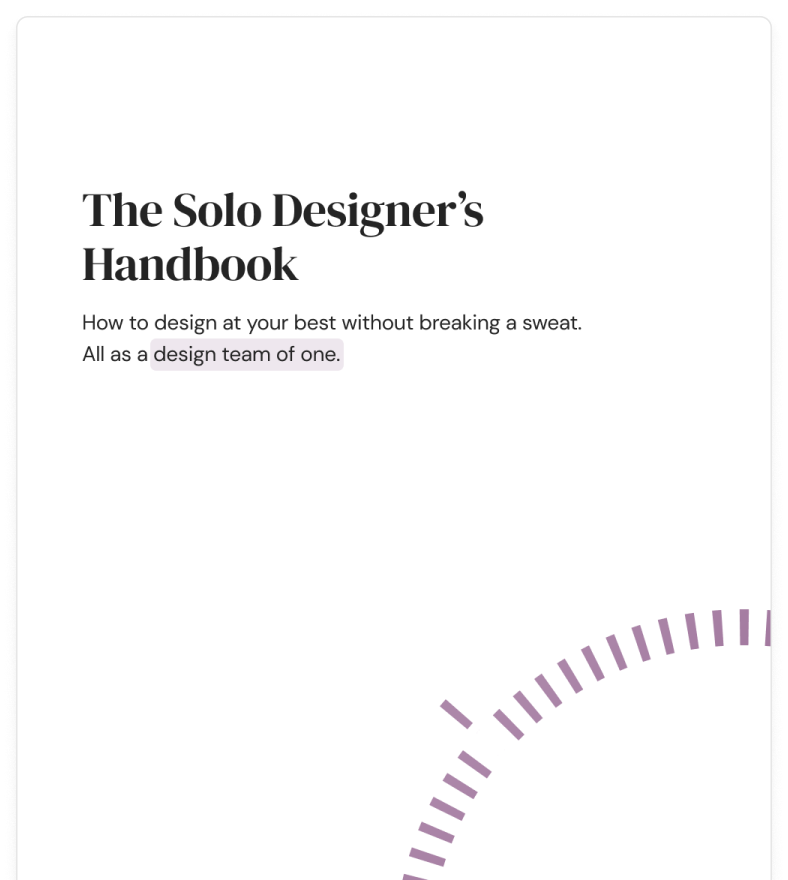 The Solo Designer’s
Handbook
How to design at your best without breaking a sweat.
All as a design team of one.